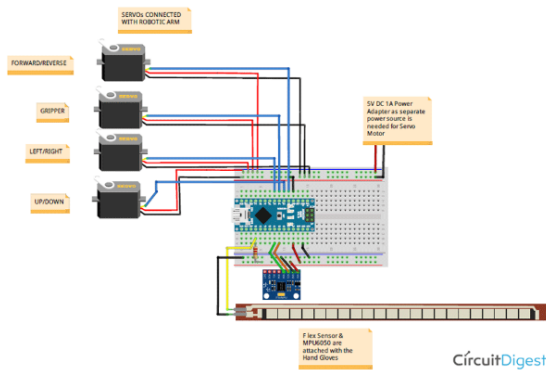 SERVOs CONNECTED
WITH ROBOTIC ARM
FORWARD/REVERSE
GRIPPER
LEFT/RIGHT
UP/DOWN
5V DC 1A Power
Adapter as separate
power source is
needed for Servo
Motor
Flex Sensor &
MPU6050 are
attached with the
Hand Gloves
CircuitDigest